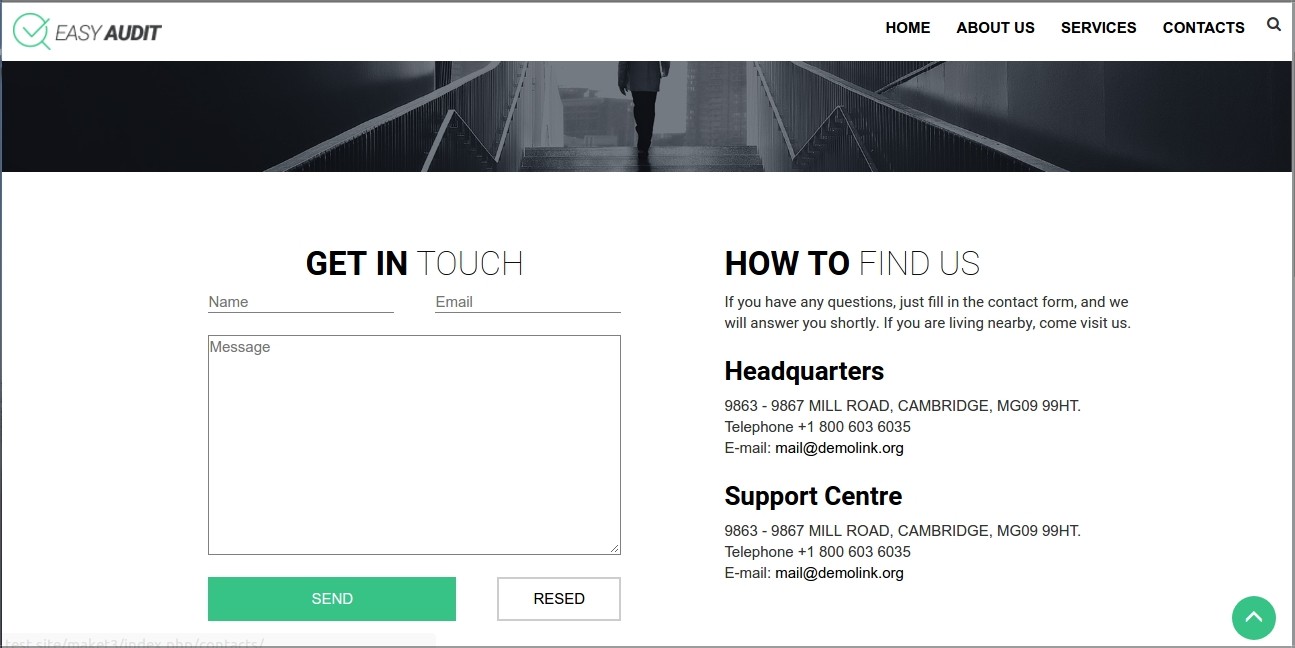 EASY AUDIT
HOME ABOUT US SERVICES CONTACTS
GET IN TOUCH
Name Email
Message
SEND RESED
HOW TO FIND US
If you have any questions, just fill in the contact form, and we
will answer you shortly. If you are living nearby, come visit us.
Headquarters
9863 - 9867 MILL ROAD, CAMBRIDGE, MG09 99HT.
Telephone +1 800 603 6035
E-mail: mail@demolink.org
Support Centre
9863 - 9867 MILL ROAD, CAMBRIDGE, MG09 99HT.
Telephone +1 800 603 6035
E-mail: mail@demolink.org
test.site/maket3/index.php/contacts/